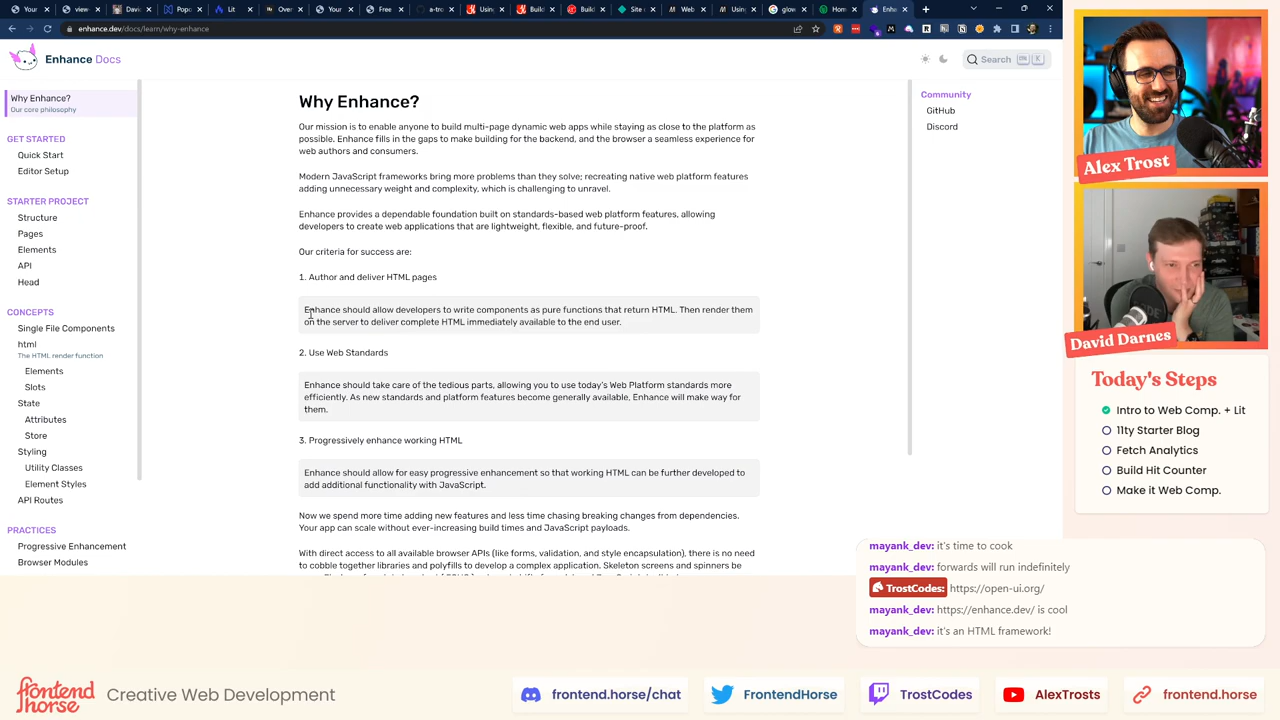 Your
view
David
Popo
Lit
Over
Your
Free
a-tro
Usin
Build
Build
Site
Web
Usin
glow
Hom
Enha
enhance.dev/docs/learn/why-enhance
Enhance Docs
Search
K
Why Enhance?
Our core philosophy
GET STARTED
Quick Start
Editor Setup
STARTER PROJECT
Structure
Pages
Elements
API
Head
CONCEPTS
Single File Components
html
The HTML render function
Elements
Slots
State
Attributes
Store
Styling
Utility Classes
Element Styles
API Routes
PRACTICES
Progressive Enhancement
Browser Modules
Why Enhance?
Our mission is to enable anyone to build multi-page dynamic web apps while staying as close to the platform as
possible. Enhance fills in the gaps to make building for the backend, and the browser a seamless experience for
web authors and consumers.
Modern JavaScript frameworks bring more problems than they solve; recreating native web platform features
adding unnecessary weight and complexity, which is challenging to unravel.
Enhance provides a dependable foundation built on standards-based web platform features, allowing
developers to create web applications that are lightweight, flexible, and future-proof.
Our criteria for success are:
1. Author and deliver HTML pages
Enhance should allow developers to write components as pure functions that return HTML. Then render them
on the server to deliver complete HTML immediately available to the end user.
2. Use Web Standards
Enhance should take care of the tedious parts, allowing you to use today's Web Platform standards more
efficiently. As new standards and platform features become generally available, Enhance will make way for
them.
3. Progressively enhance working HTML
Enhance should allow for easy progressive enhancement so that working HTML can be further developed to
add additional functionality with JavaScript.
Now we spend more time adding new features and less time chasing breaking changes from dependencies.
Your app can scale without ever-increasing build times and JavaScript payloads.
With direct access to all available browser APIs (like forms, validation, and style encapsulation), there is no need
to cobble together libraries and polyfills to develop a complex application. Skeleton screens and spinners be
Community
GitHub
Discord
Alex Trost
David Darnes
Today's Steps
Intro to Web Comp. + Lit
11ty Starter Blog
Fetch Analytics
Build Hit Counter
Make it Web Comp.
mayank_dev: it's time to cook
mayank_dev: forwards will run indefinitely
TrostCodes: https://open-ui.org/
mayank_dev: https://enhance.dev/ is cool
mayank_dev: it's an HTML framework!
frontend
horse
Creative Web Development
frontend.horse/chat
FrontendHorse
TrostCodes
AlexTrosts
frontend.horse